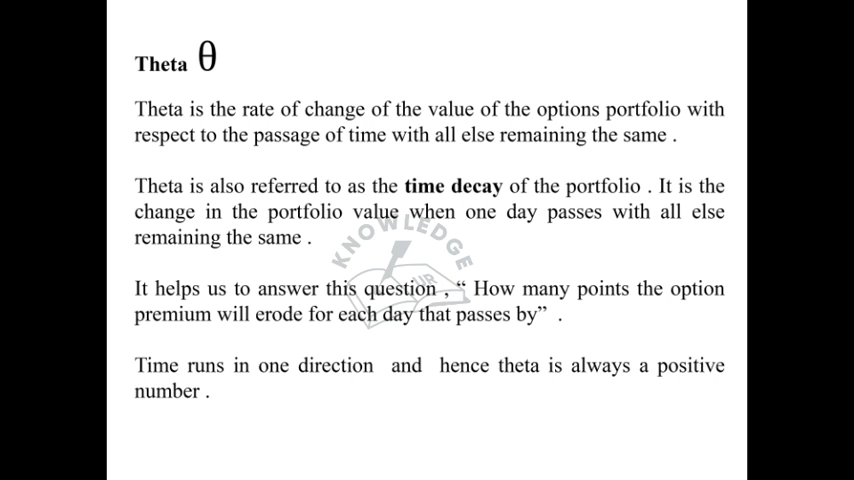 Theta θ
Theta is the rate of change of the value of the options portfolio with
respect to the passage of time with all else remaining the same .
Theta is also referred to as the time decay of the portfolio . It is the
change in the portfolio value when one day passes with all else
remaining the same .
KNOWLEDGE
UR
It helps us to answer this question , “ How many points the option
premium will erode for each day that passes by” .
Time runs in one direction and hence theta is always a positive
number .